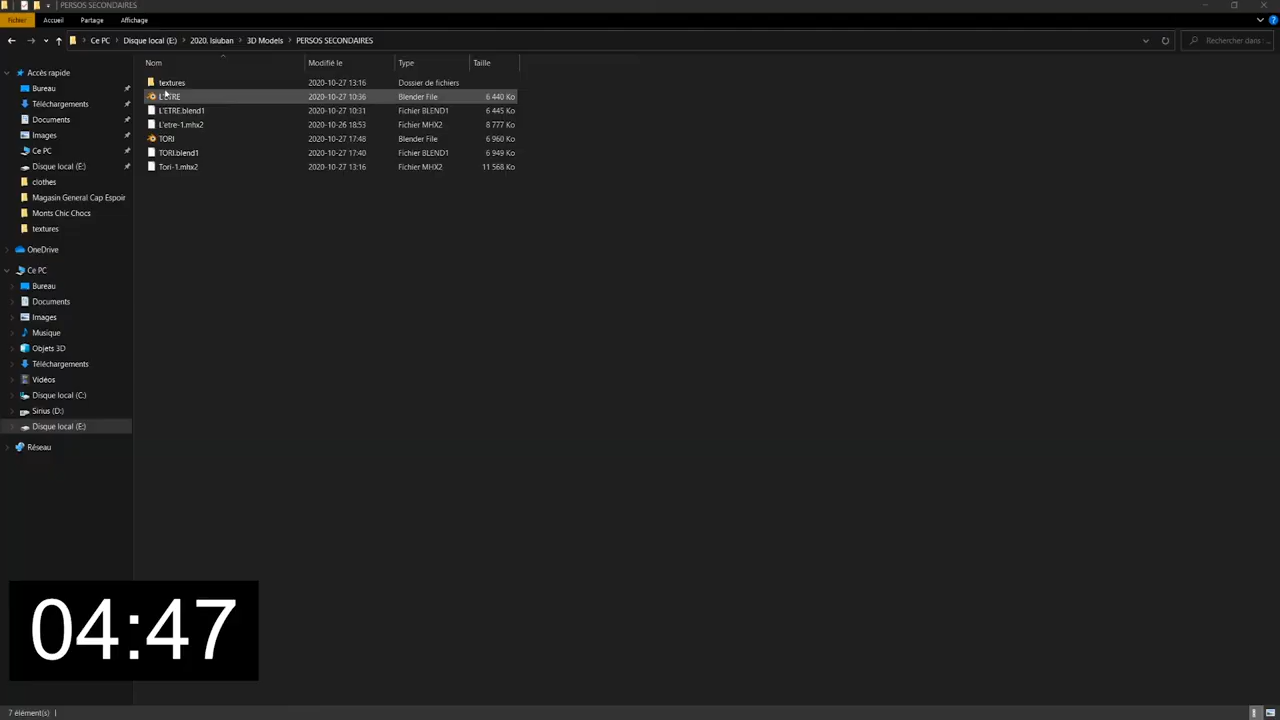 PERSOS SECONDAIRES
Fichier Accueil Partage Affichage
Ce PC Disque local (E:) 2020. Isiuban 3D Models PERSOS SECONDAIRES Rechercher dans : ...
Nom Modifié le Type Taille
textures 2020-10-27 13:16 Dossier de fichiers
L'ETRE 2020-10-27 10:36 Blender File 6 440 Ko
L'ETRE.blend1 2020-10-27 10:31 Fichier BLEND1 6 445 Ko
L'etre-1.mhx2 2020-10-26 18:53 Fichier MHX2 8 777 Ko
TORI 2020-10-27 17:48 Blender File 6 960 Ko
TORI.blend1 2020-10-27 17:40 Fichier BLEND1 6 949 Ko
Tori-1.mhx2 2020-10-27 13:16 Fichier MHX2 11 568 Ko
Accès rapide
Bureau
Téléchargements
Documents
Images
Ce PC
Disque local (E:)
clothes
Magasin General Cap Espoir
Monts Chic Chocs
textures
OneDrive
Ce PC
Bureau
Documents
Images
Musique
Objets 3D
Téléchargements
Vidéos
Disque local (C:)
Sirius (D:)
Disque local (E:)
Réseau
04:47
7 élément(s)